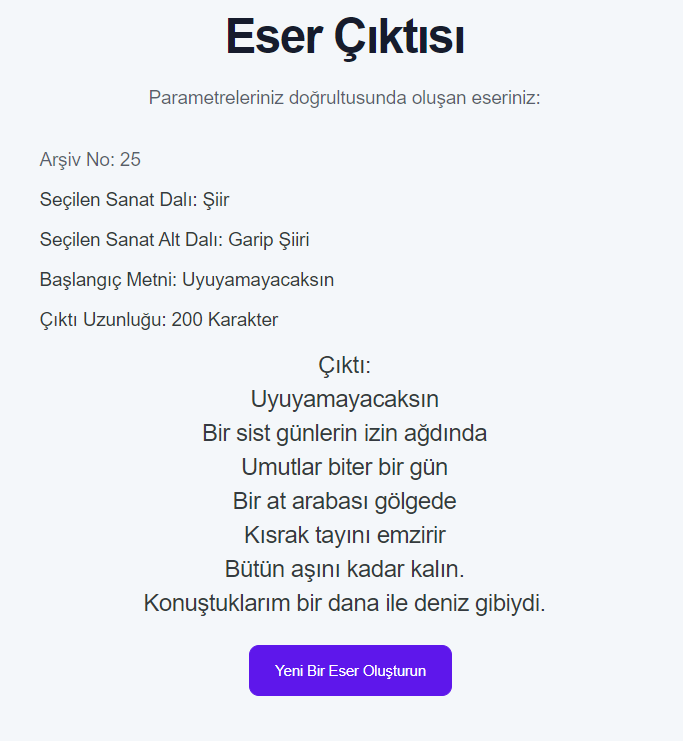 Eser Çıktısı
Parametreleriniz doğrultusunda oluşan eseriniz:
Arşiv No: 25
Seçilen Sanat Dalı: Şiir
Seçilen Sanat Alt Dalı: Garip Şiiri
Başlangıç Metni: Uyuyamayacaksın
Çıktı Uzunluğu: 200 Karakter
Çıktı:
Uyuyamayacaksın
Bir sist günlerin izin ağdında
Umutlar biter bir gün
Bir at arabası gölgede
Kısrak tayını emzirir
Bütün aşını kadar kalın.
Konuştuklarım bir dana ile deniz gibiydi.
Yeni Bir Eser Oluşturun